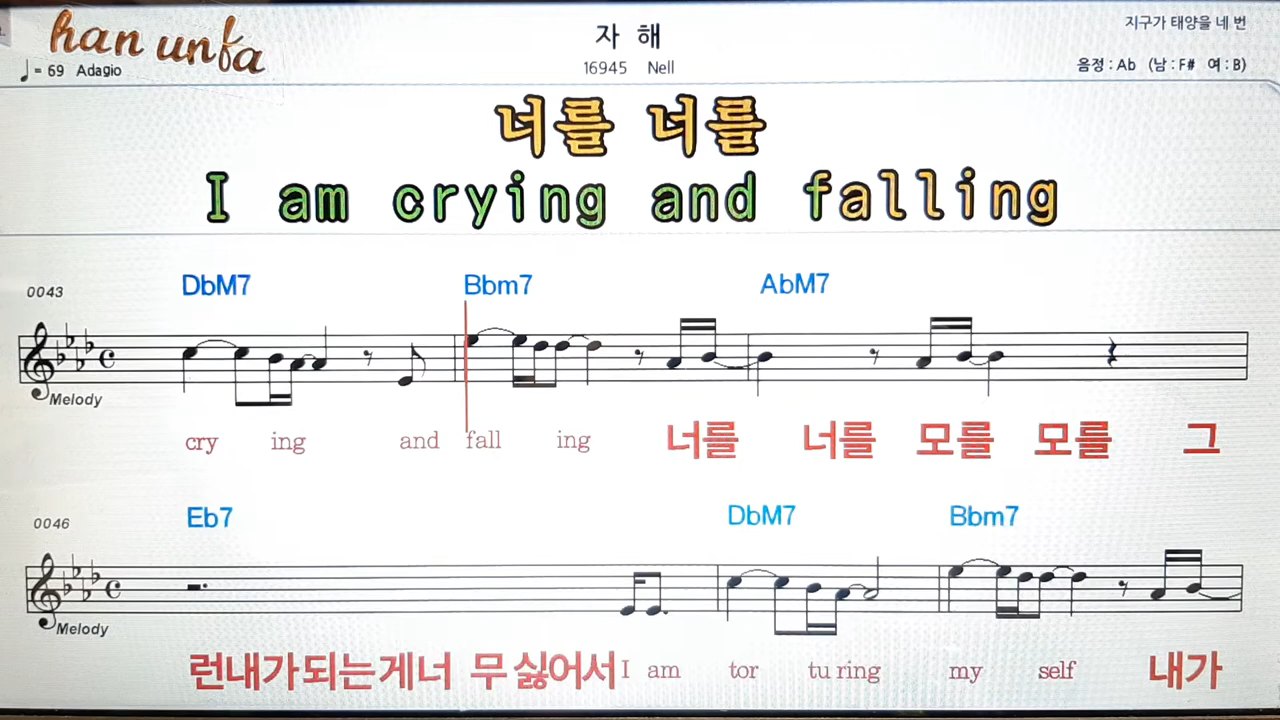 han unfa
자 해
지구가 태양을 네 번
= 69 Adagio
16945 Nell
음정 : Ab (남 : F# 여 : B)
너를 너를
I am crying and falling
0043
DbM7 Bbm7 AbM7
Melody
cry ing and fall ing 너를 너를 모를 모를 그
0046
Eb7 DbM7 Bbm7
Melody
런내가되는게너 무 싫어서 I am tor tu ring my self 내가